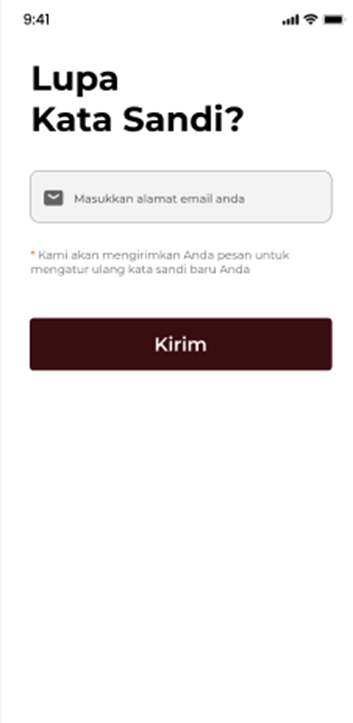 9:41
Lupa
Kata Sandi?
Masukkan alamat email anda
* Kami akan mengirimkan Anda pesan untuk
mengatur ulang kata sandi baru Anda
Kirim